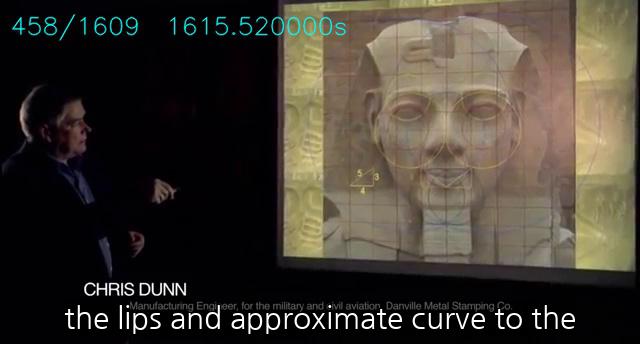 458/1609 1615.520000s
5 3
4
CHRIS DUNN
Manufacturing Engineer, for the military and civil aviation, Danville Metal Stamping Co.
the lips and approximate curve to the